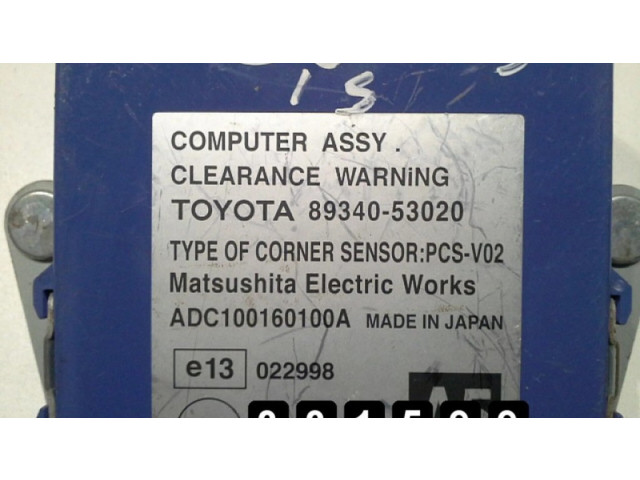 IS
COMPUTER ASSY.
CLEARANCE WARNiNG
TOYOTA 89340-53020
TYPE OF CORNER SENSOR:PCS-V02
Matsushita Electric Works
ADC100160100A MADE IN JAPAN
e13 022998